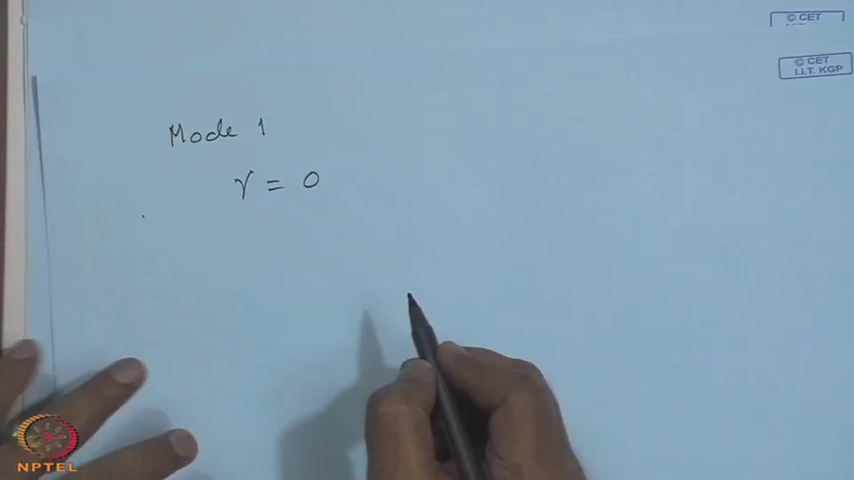 © CET
© CET
I.I.T. KGP
Mode 1
γ = 0
NPTEL